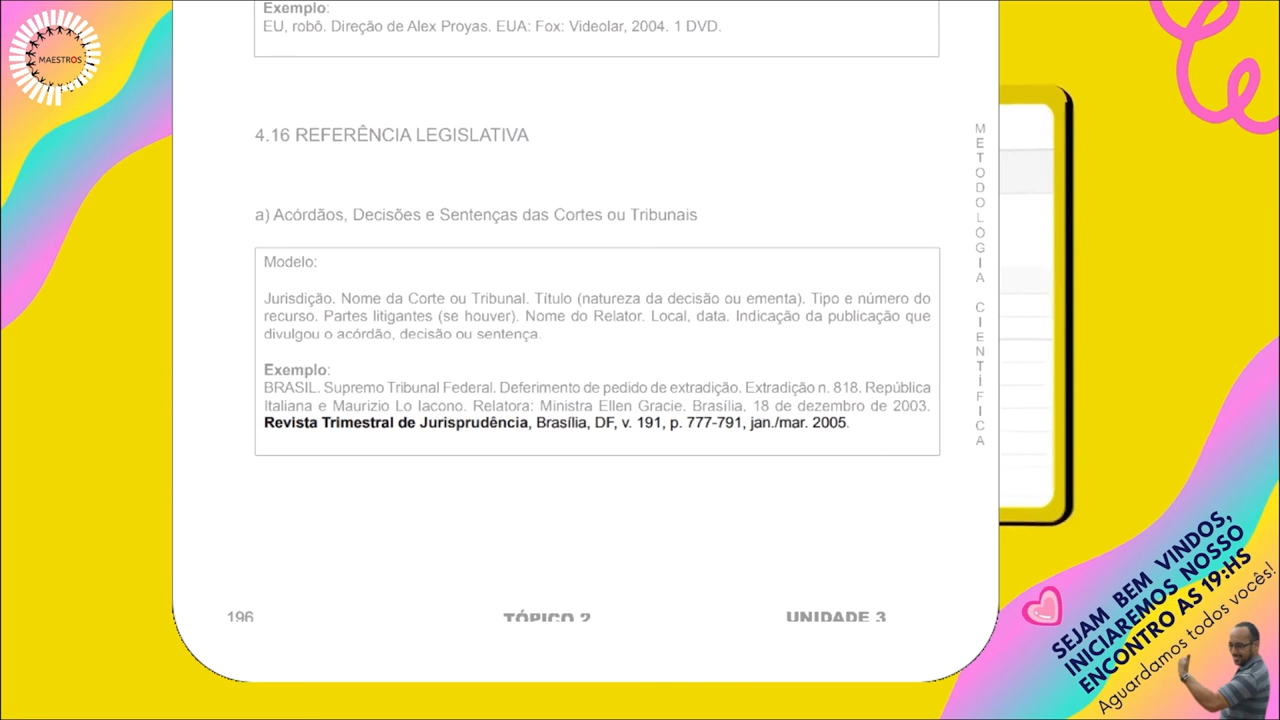 MAESTROS
Exemplo:
EU, robô. Direção de Alex Proyas. EUA: Fox: Videolar, 2004. 1 DVD.
4.16 REFERÊNCIA LEGISLATIVA
a) Acórdãos, Decisões e Sentenças das Cortes ou Tribunais
Modelo:
Jurisdição. Nome da Corte ou Tribunal. Título (natureza da decisão ou ementa). Tipo e número do
recurso. Partes litigantes (se houver). Nome do Relator. Local, data. Indicação da publicação que
divulgou o acórdão, decisão ou sentença.
Exemplo:
BRASIL. Supremo Tribunal Federal. Deferimento de pedido de extradição. Extradição n. 818. República
Italiana e Maurizio Lo Iacono. Relatora: Ministra Ellen Gracie. Brasília, 18 de dezembro de 2003.
Revista Trimestral de Jurisprudência, Brasília, DF, v. 191, p. 777-791, jan./mar. 2005.
METODOLÓGIA CIENTÍFICA
196 TÓPICO 2 UNIDADE 3
SEJAM BEM VINDOS,
INICIAREMOS NOSSO
ENCONTRO AS 19:HS
Aguardamos todos vocês!